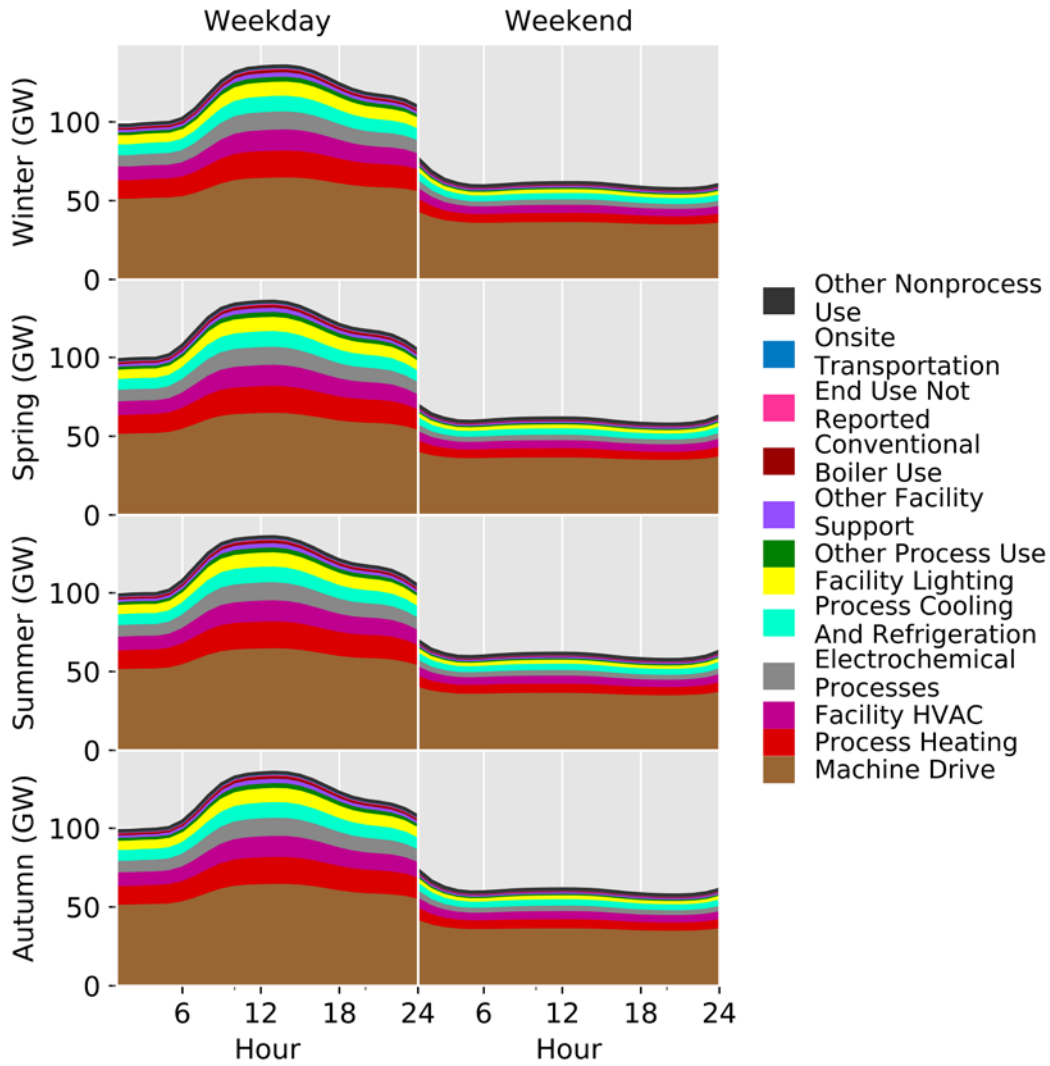 Weekday
Weekend
Winter (GW)
100
50
0
Spring (GW)
100
50
0
Summer (GW)
100
50
0
Autumn (GW)
100
50
0
6 12 18 24 6 12 18 24
Hour
Hour
Other Nonprocess
Use
Onsite
Transportation
End Use Not
Reported
Conventional
Boiler Use
Other Facility
Support
Other Process Use
Facility Lighting
Process Cooling
And Refrigeration
Electrochemical
Processes
Facility HVAC
Process Heating
Machine Drive